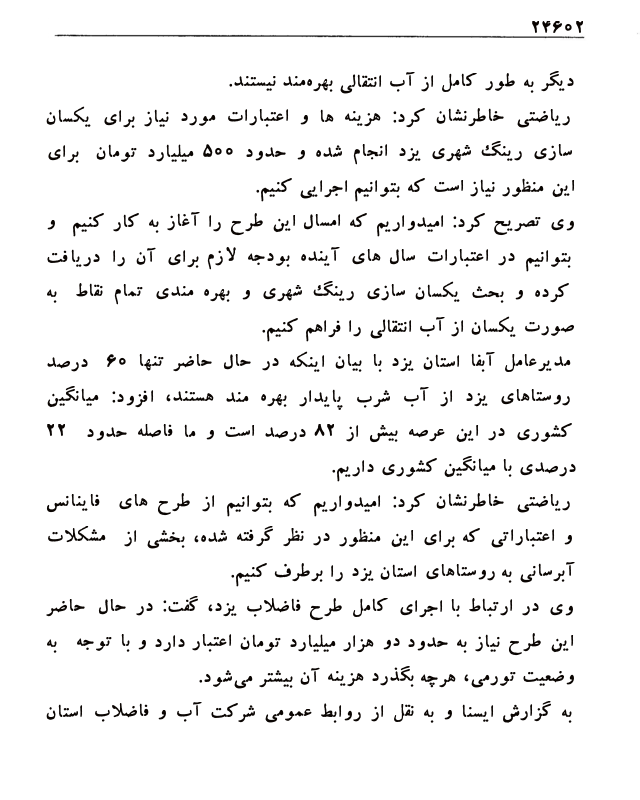 ۲۴۶۰۲
دیگر به طور کامل از آب انتقالی بهره‌مند نیستند.
ریاضتی خاطرنشان کرد: هزینه ها و اعتبارات مورد نیاز برای یکسان
سازی رینگ شهری یزد انجام شده و حدود ۵۰۰ میلیارد تومان برای
این منظور نیاز است که بتوانیم اجرایی کنیم.
وی تصریح کرد: امیدواریم که امسال این طرح را آغاز به کار کنیم و
بتوانیم در اعتبارات سال های آینده بودجه لازم برای آن را دریافت
کرده و بحث یکسان سازی رینگ شهری و بهره مندی تمام نقاط به
صورت یکسان از آب انتقالی را فراهم کنیم.
مدیرعامل آبفا استان یزد با بیان اینکه در حال حاضر تنها ۶۰ درصد
روستاهای یزد از آب شرب پایدار بهره مند هستند، افزود: میانگین
کشوری در این عرصه بیش از ۸۲ درصد است و ما فاصله حدود ۲۲
درصدی با میانگین کشوری داریم.
ریاضتی خاطرنشان کرد: امیدواریم که بتوانیم از طرح های فاینانس
و اعتباراتی که برای این منظور در نظر گرفته شده، بخشی از مشکلات
آبرسانی به روستاهای استان یزد را برطرف کنیم.
وی در ارتباط با اجرای کامل طرح فاضلاب یزد، گفت: در حال حاضر
این طرح نیاز به حدود دو هزار میلیارد تومان اعتبار دارد و با توجه به
وضعیت تورمی، هرچه بگذرد هزینه آن بیشتر می‌شود.
به گزارش ایسنا و به نقل از روابط عمومی شرکت آب و فاضلاب استان